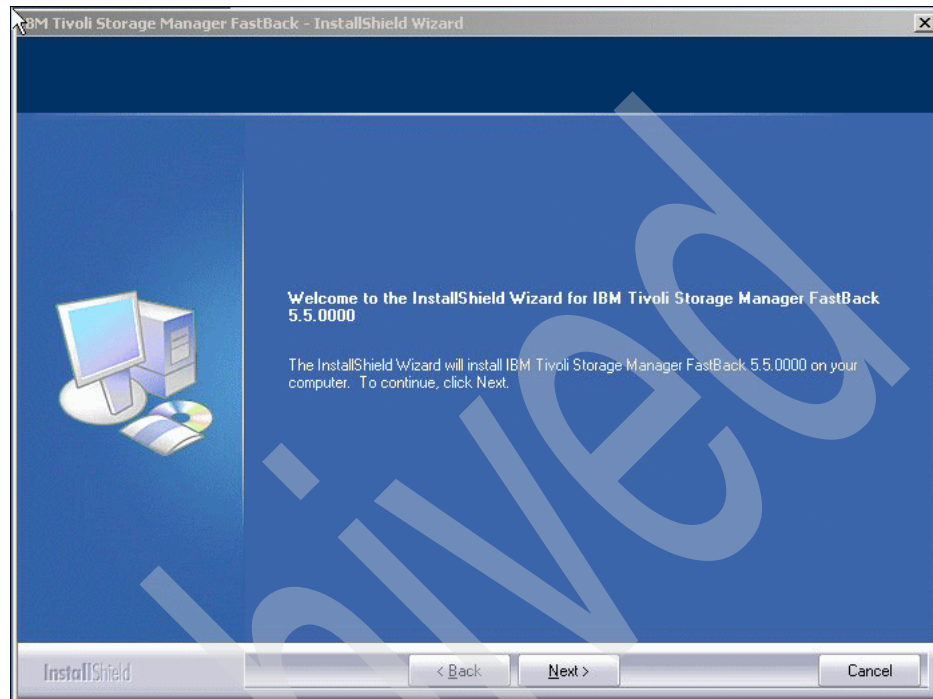 IBM Tivoli Storage Manager FastBack - InstallShield Wizard
Welcome to the InstallShield Wizard for IBM Tivoli Storage Manager FastBack
5.5.0000
The InstallShield Wizard will install IBM Tivoli Storage Manager FastBack 5.5.0000 on your
computer. To continue, click Next.
hived
InstallShield
< Back
Next >
Cancel